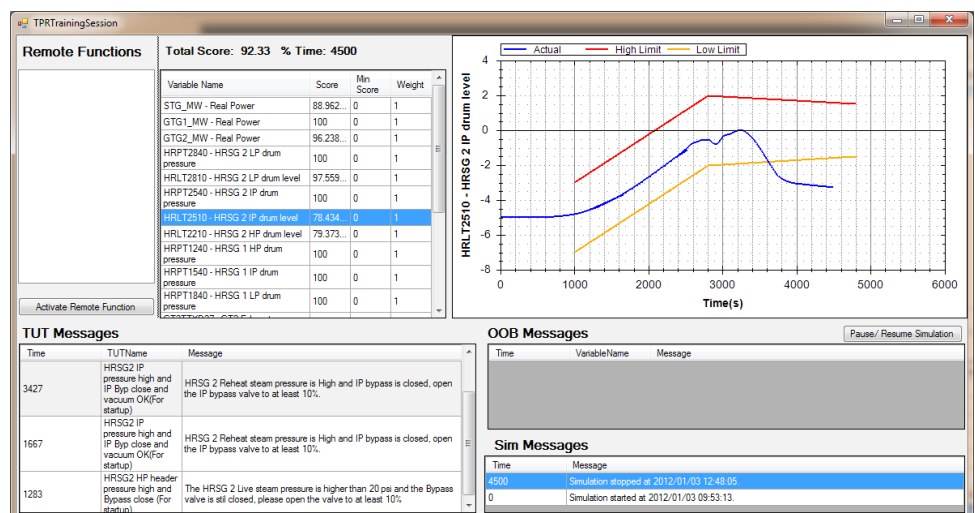 TPRTrainingSession
Remote Functions
Total Score: 92.33 % Time: 4500
Variable Name Score Min Score Weight
STG_MW - Real Power 88.962... 0 1
GTG1_MW - Real Power 100 0 1
GTG2_MW - Real Power 96.238... 0 1
HRPT2840 - HRSG 2 LP drum
pressure 100 0 1
HRLT2810 - HRSG 2 LP drum level 97.559... 0 1
HRPT2540 - HRSG 2 IP drum
pressure 100 0 1
HRLT2510 - HRSG 2 IP drum level 78.434... 0 1
HRLT2210 - HRSG 2 HP drum level 79.373... 0 1
HRPT1240 - HRSG 1 HP drum
pressure 100 0 1
HRPT1540 - HRSG 1 IP drum
pressure 100 0 1
HRPT1840 - HRSG 1 LP drum
pressure 100 0 1
Activate Remote Function
Actual High Limit Low Limit
HRLT2510 - HRSG 2 IP drum level
4
2
0
-2
-4
-6
-8
0 1000 2000 3000 4000 5000 6000
Time(s)
TUT Messages
Time TUTName Message
3427
HRSG2 IP
pressure high and
IP Byp close and
vacuum OK(For
startup)
HRSG 2 Reheat steam pressure is High and IP bypass is closed, open
the IP bypass valve to at least 10%.
1667
HRSG2 IP
pressure high and
IP Byp close and
vacuum OK(For
startup)
HRSG 2 Reheat steam pressure is High and IP bypass is closed, open
the IP bypass valve to at least 10%.
1283
HRSG2 HP header
pressure high and
Bypass close (For
startup)
The HRSG 2 Live steam pressure is higher than 20 psi and the Bypass
valve is stil closed, please open the valve to at least 10%
OOB Messages
Pause/ Resume Simulation
Time VariableName Message
Sim Messages
Time Message
4500 Simulation stopped at 2012/01/03 12:48:05.
0 Simulation started at 2012/01/03 09:53:13.